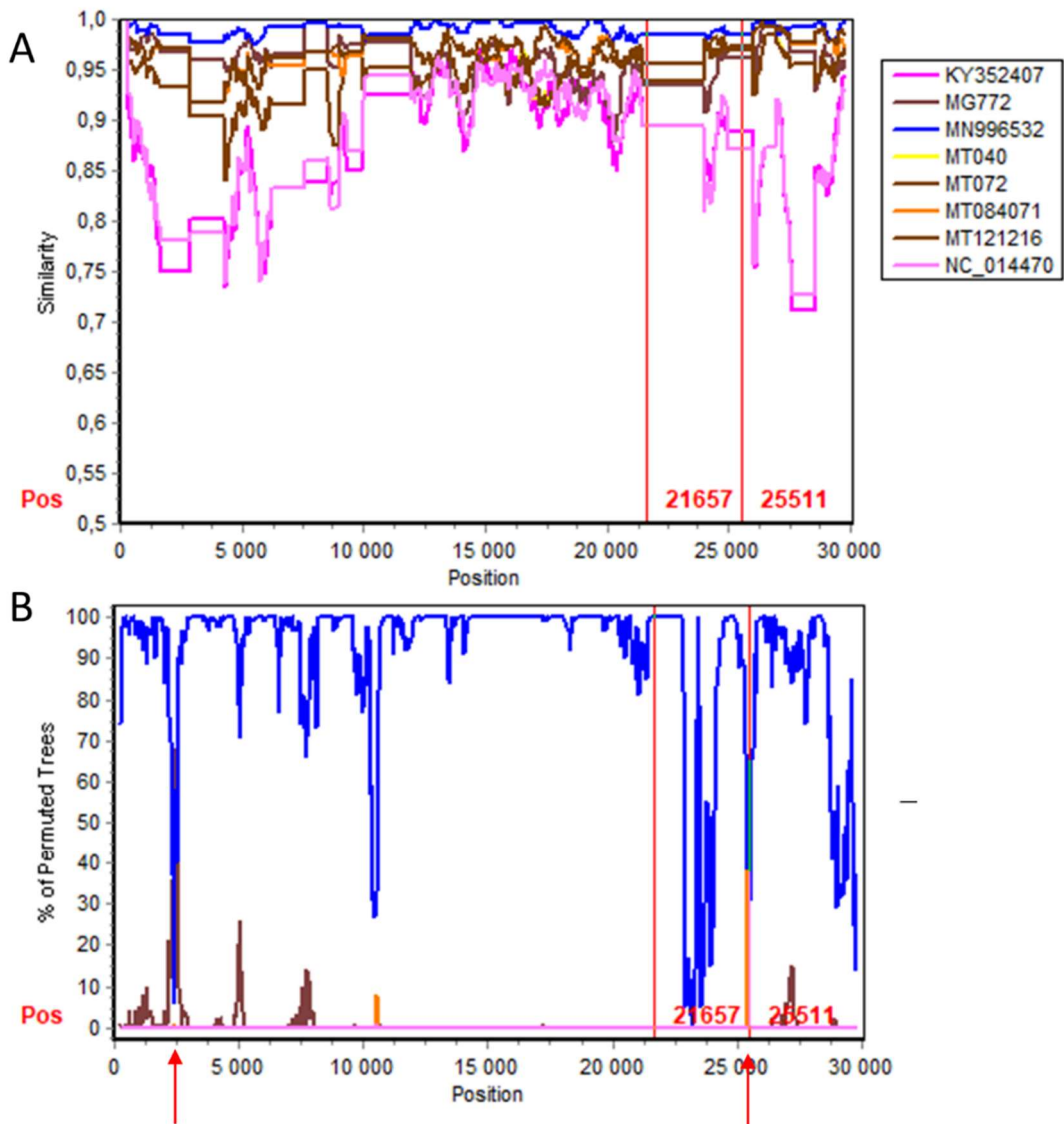 A
1,0
0,95
0,9
0,85
0,8
0,75
0,7
0,65
0,6
0,55
0,5
Similarity
Pos
21657
25511
0
5 000
10 000
15 000
20 000
25 000
30 000
Position
KY352407
MG772
MN996532
MT040
MT072
MT084071
MT121216
NC_014470
B
100
90
80
70
60
50
40
30
20
10
0
% of Permuted Trees
Pos
21657
25511
0
5 000
10 000
15 000
20 000
25 000
30 000
Position